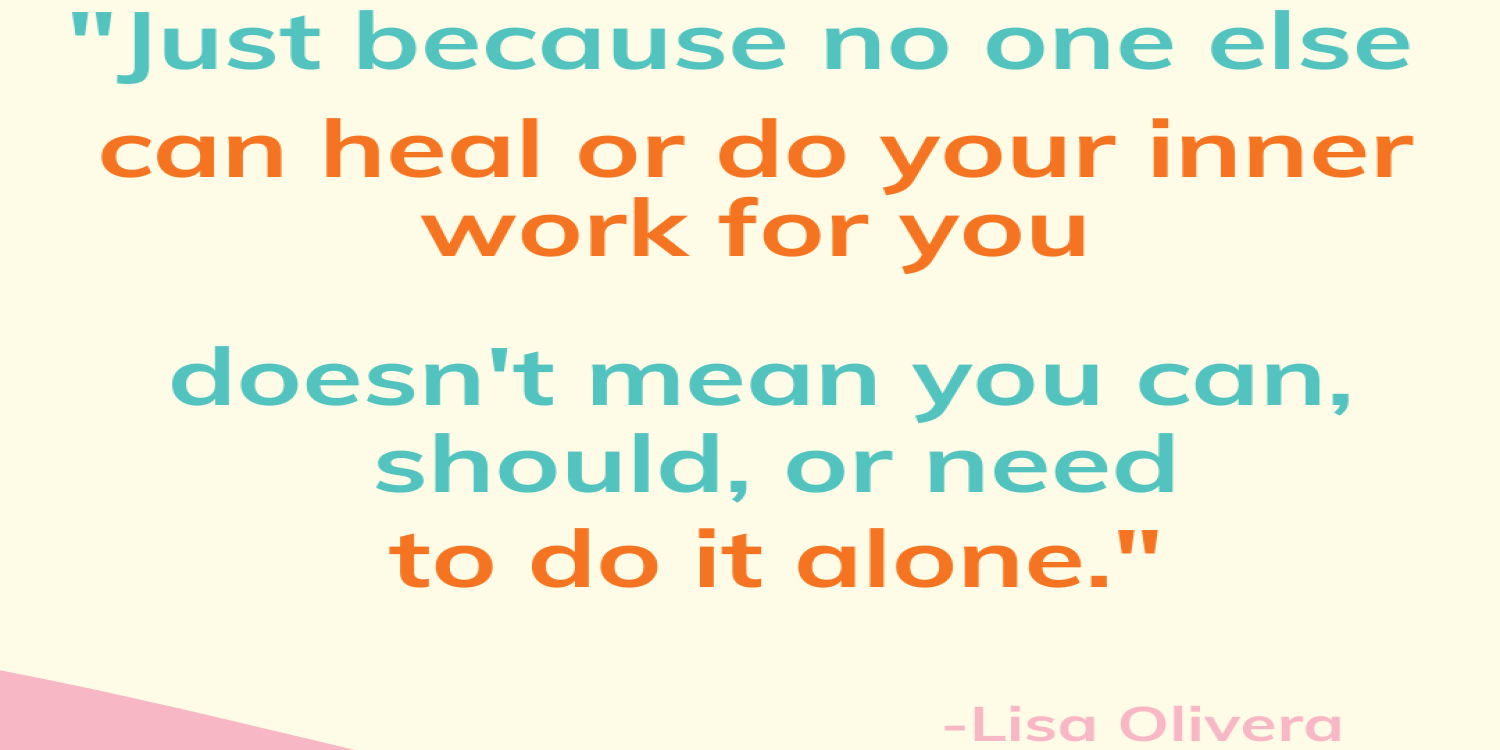 "Just because no one else
can heal or do your inner
work for you
doesn't mean you can,
should, or need
to do it alone."
-Lisa Olivera